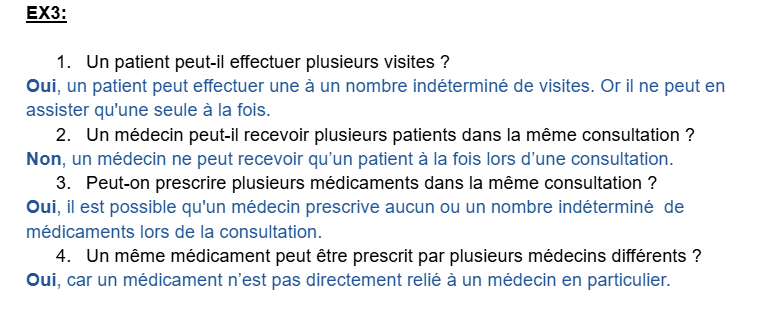 EX3:
1. Un patient peut-il effectuer plusieurs visites ?
Oui, un patient peut effectuer une à un nombre indéterminé de visites. Or il ne peut en
assister qu'une seule à la fois.
2. Un médecin peut-il recevoir plusieurs patients dans la même consultation ?
Non, un médecin ne peut recevoir qu’un patient à la fois lors d’une consultation.
3. Peut-on prescrire plusieurs médicaments dans la même consultation ?
Oui, il est possible qu'un médecin prescrive aucun ou un nombre indéterminé  de
médicaments lors de la consultation.
4. Un même médicament peut être prescrit par plusieurs médecins différents ?
Oui, car un médicament n’est pas directement relié à un médecin en particulier.